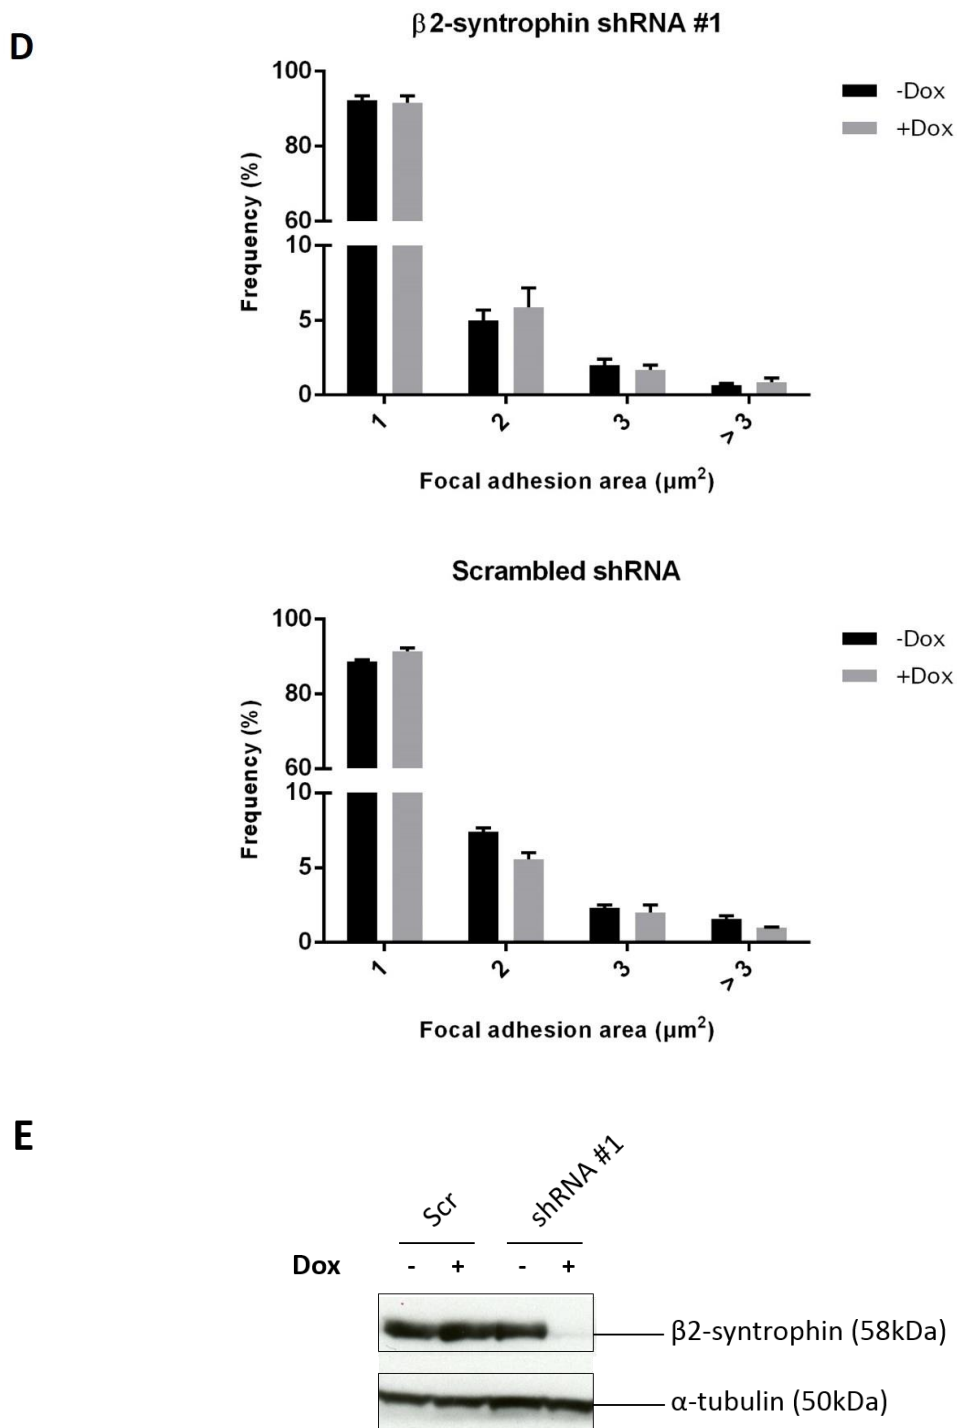 D
β2-syntrophin shRNA #1
100
80
60
10
5
0
Frequency (%)
-Dox
+Dox
1 2 3 > 3
Focal adhesion area (µm²)
Scrambled shRNA
100
80
60
10
5
0
Frequency (%)
-Dox
+Dox
1 2 3 > 3
Focal adhesion area (µm²)
E
Scr shRNA #1
Dox - + - +
β2-syntrophin (58kDa)
α-tubulin (50kDa)